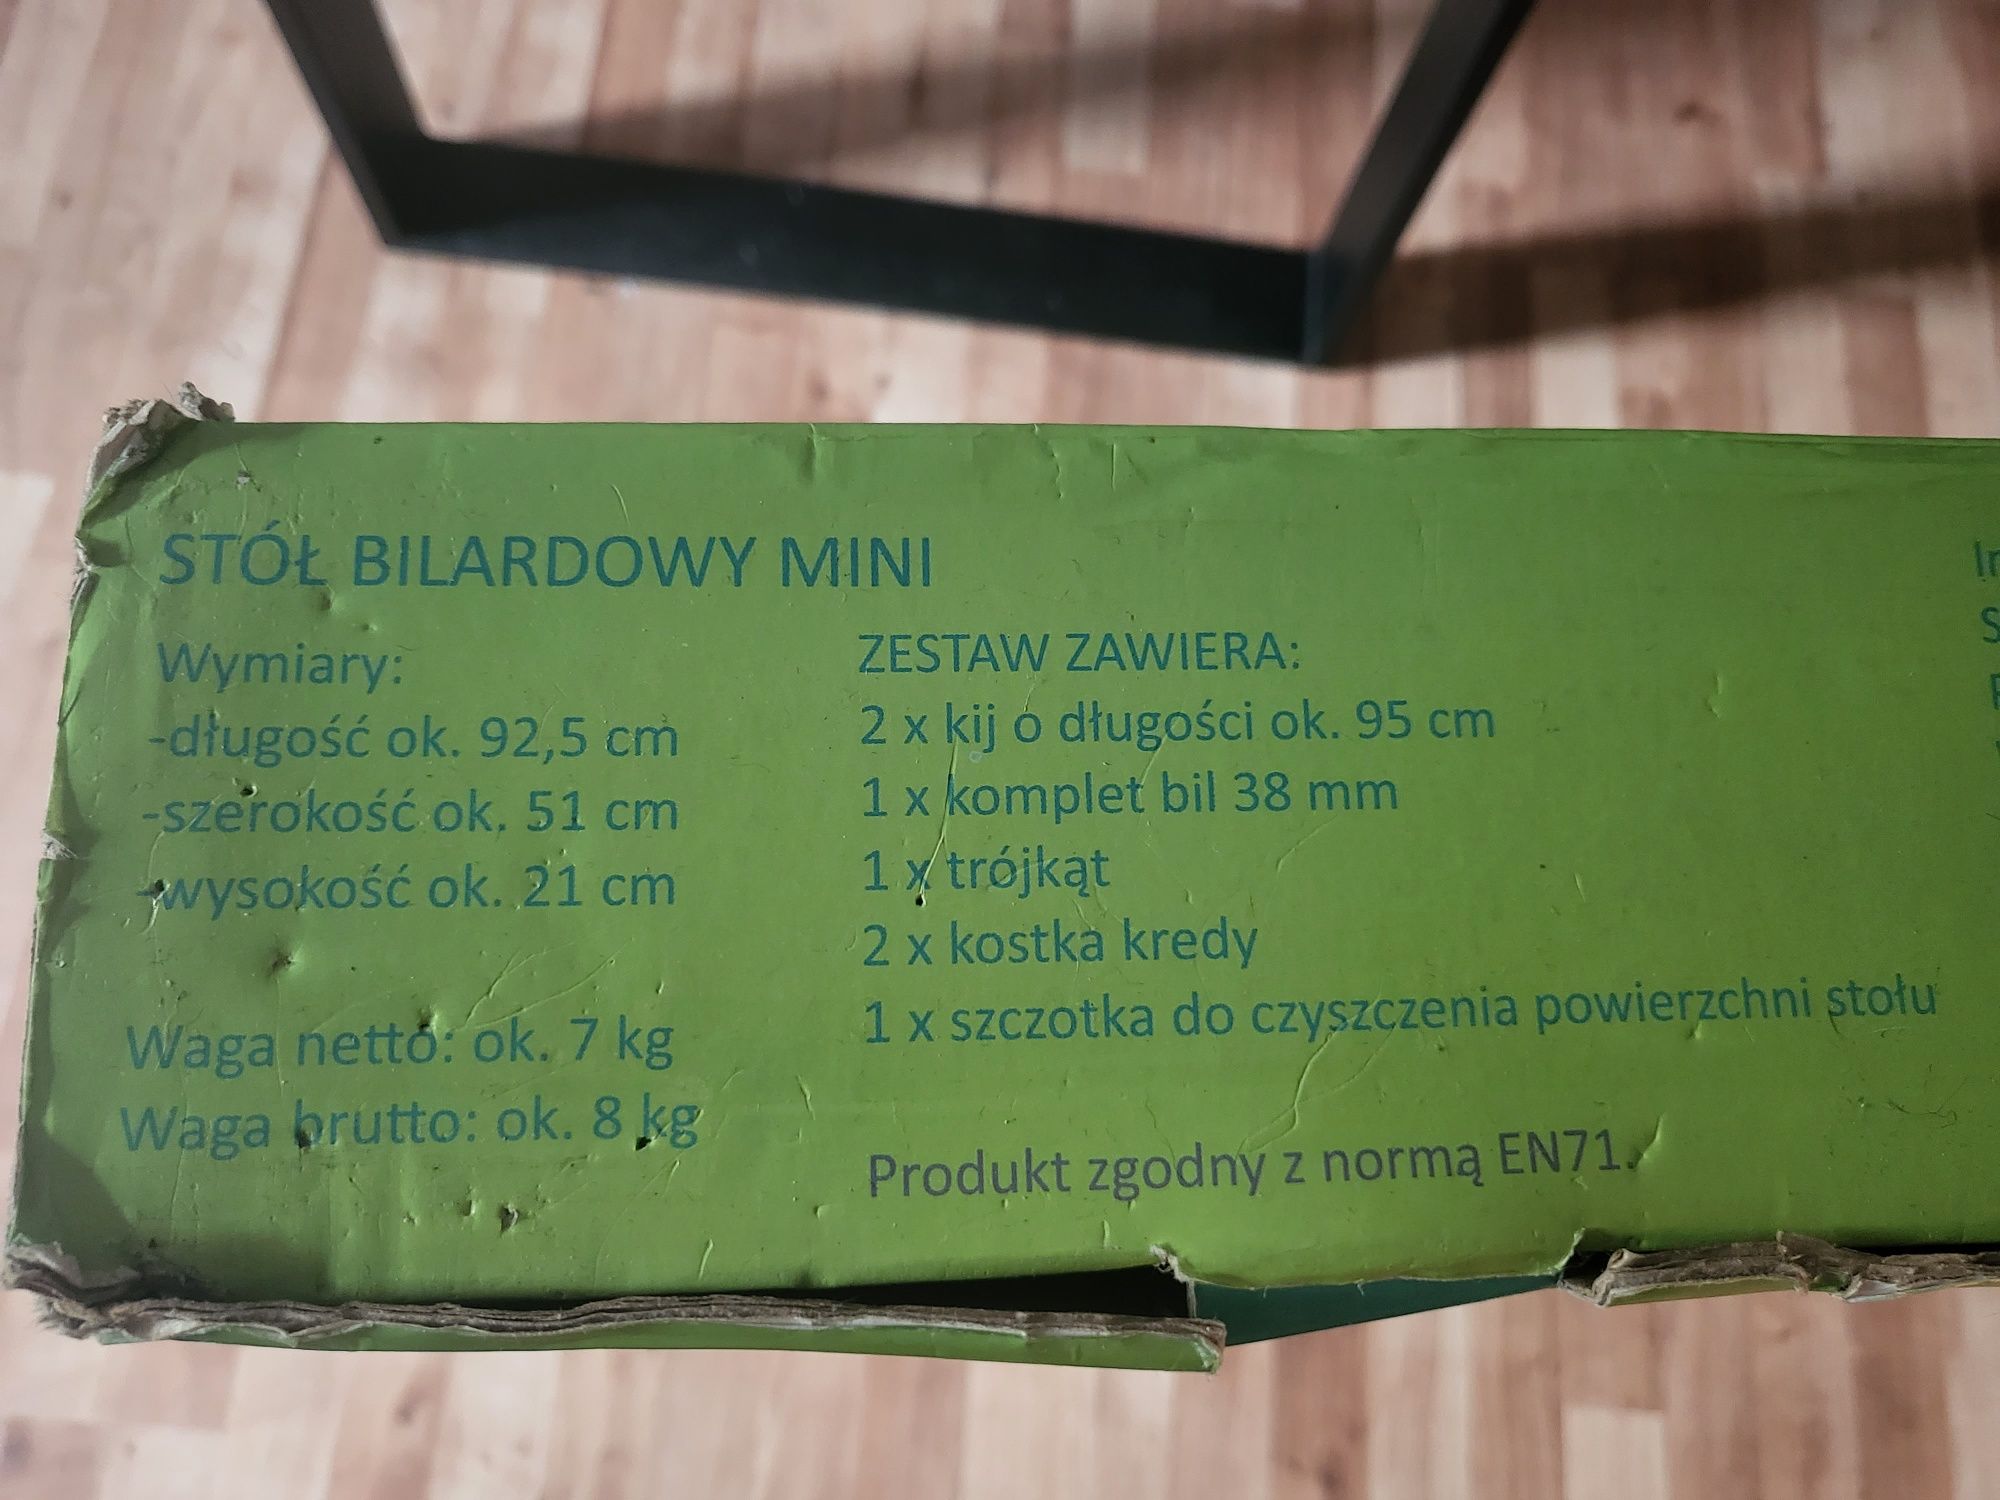 STÓŁ BILARDOWY MINI
Wymiary:
-długość ok. 92,5 cm
-szerokość ok. 51 cm
-wysokość ok. 21 cm
Waga netto: ok. 7 kg
Waga brutto: ok. 8 kg
ZESTAW ZAWIERA:
2 x kij o długości ok. 95 cm
1 x komplet bil 38 mm
1 x trójkąt
2 x kostka kredy
1 x szczotka do czyszczenia powierzchni stołu
Produkt zgodny z normą EN71.